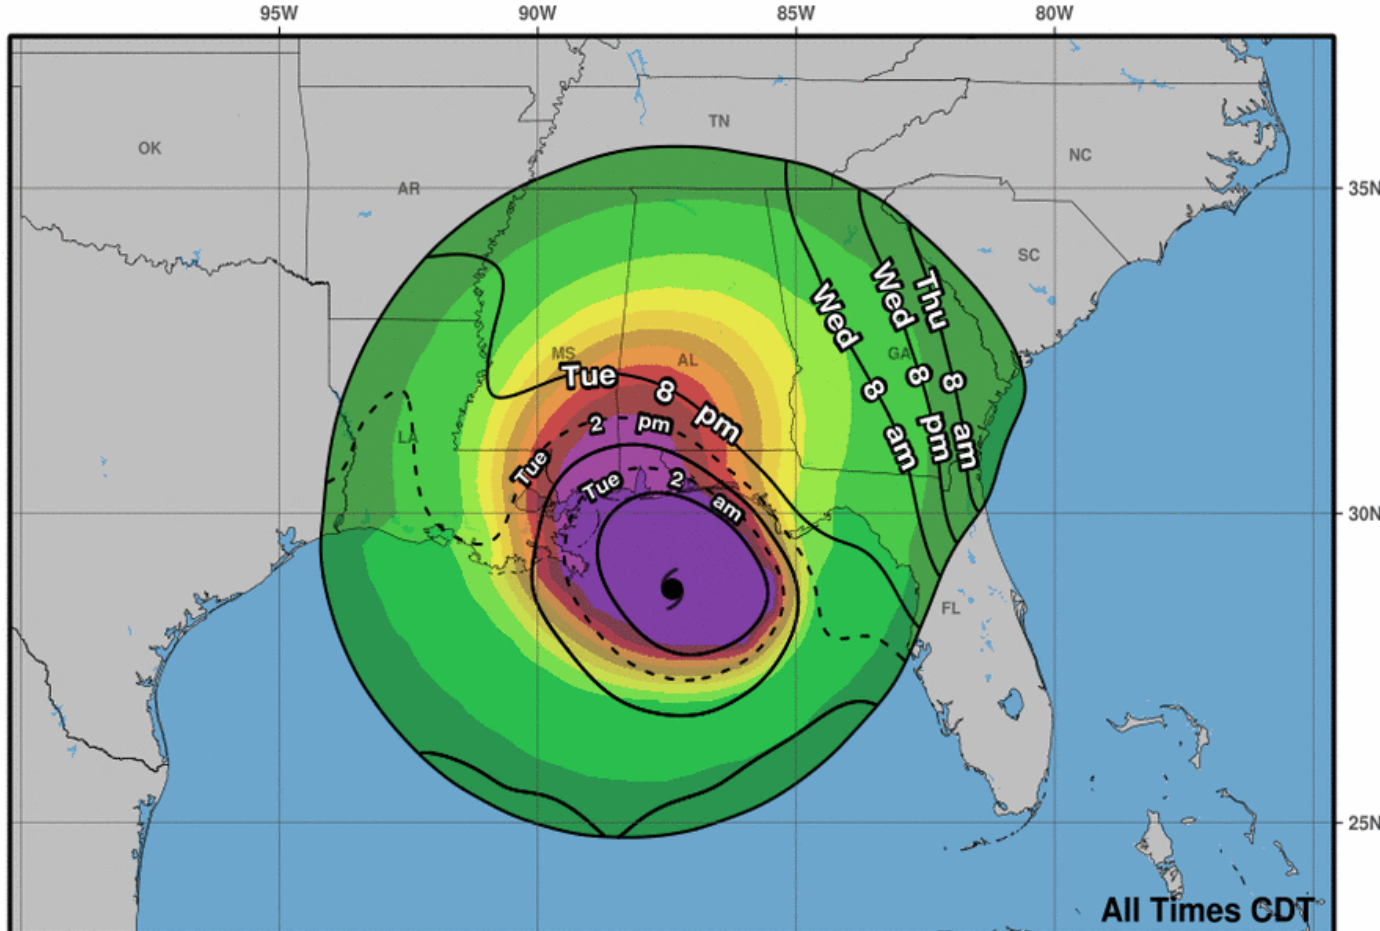 95W 90W 85W 80W
TN
OK
NC
35N
AR
SC
Wed 8 am
Wed 8 pm
Thu 8 am
MS
AL
GA
Tue 8 pm
LA
Tue 2 pm
Tue 2 am
30N
FL
25N
All Times CDT